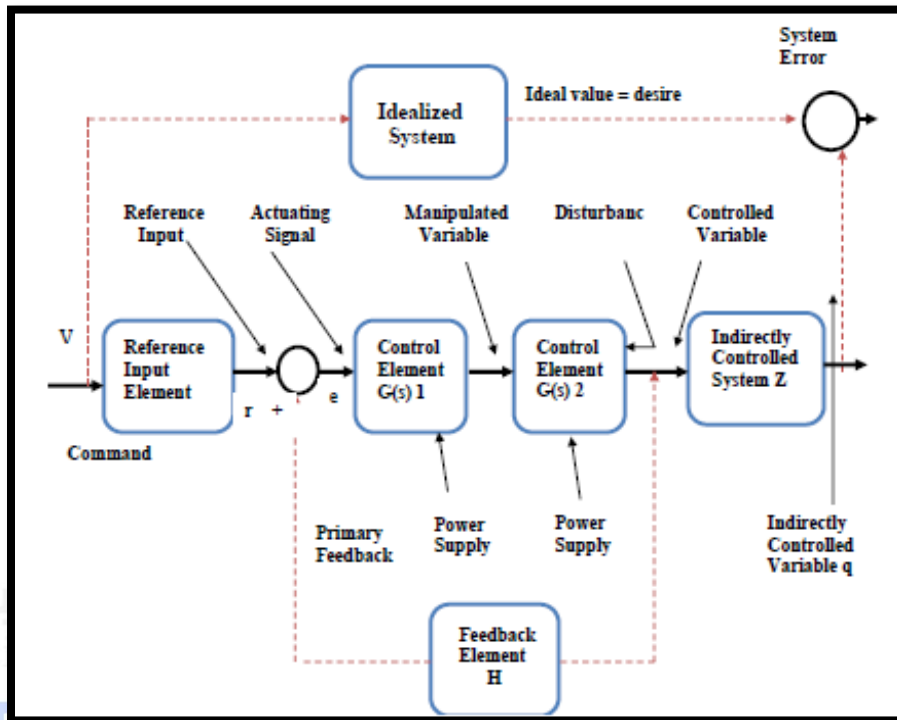 System
Error
Idealized
System
Ideal value = desire
Reference
Input
Actuating
Signal
Manipulated
Variable
Disturbanc
Controlled
Variable
V
Reference
Input
Element
r +
e
Control
Element
G(s) 1
Control
Element
G(s) 2
Indirectly
Controlled
System Z
Command
Primary
Feedback
Power
Supply
Power
Supply
Indirectly
Controlled
Variable q
Feedback
Element
H